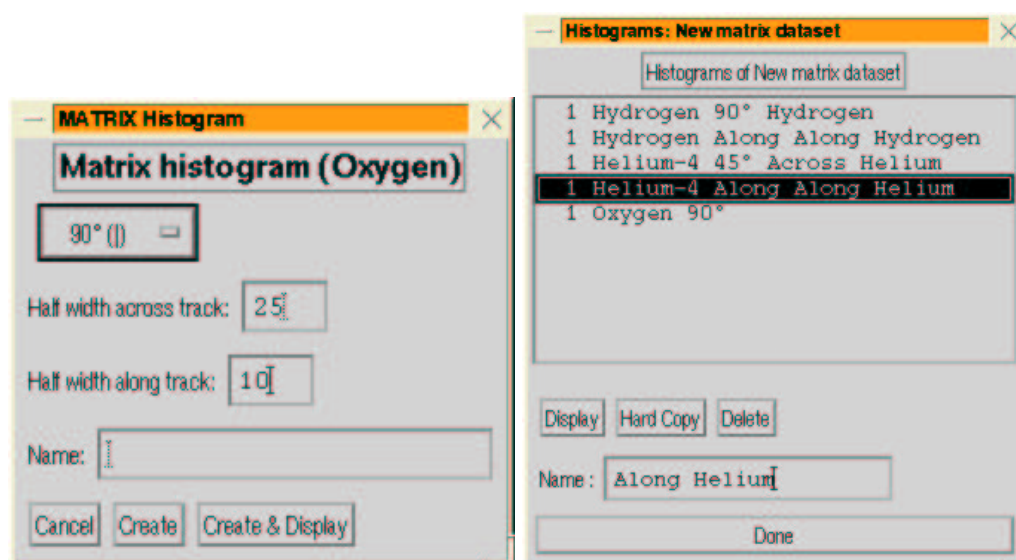 MATRIX Histogram
Matrix histogram (Oxygen)
90° (|)
Half width across track: 25
Half width along track: 10
Name:
Cancel Create Create & Display
Histograms: New matrix dataset
Histograms of New matrix dataset
1 Hydrogen 90° Hydrogen
1 Hydrogen Along Along Hydrogen
1 Helium-4 45° Across Helium
1 Helium-4 Along Along Helium
1 Oxygen 90°
Display Hard Copy Delete
Name : Along Helium
Done